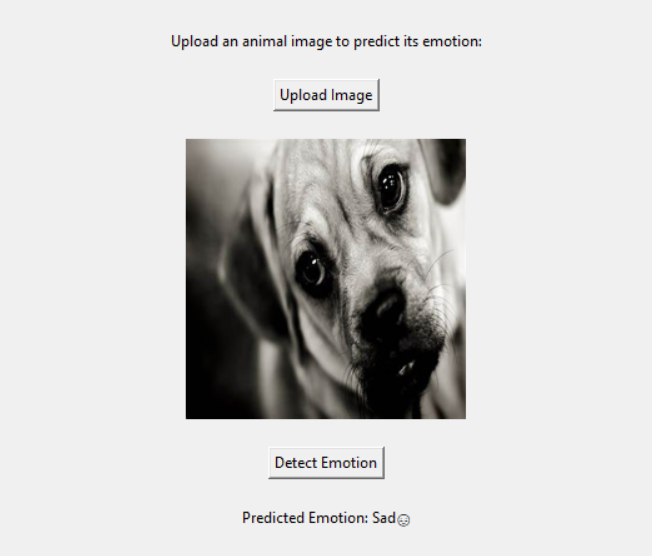 Upload an animal image to predict its emotion:
Upload Image
Detect Emotion
Predicted Emotion: Sad😞